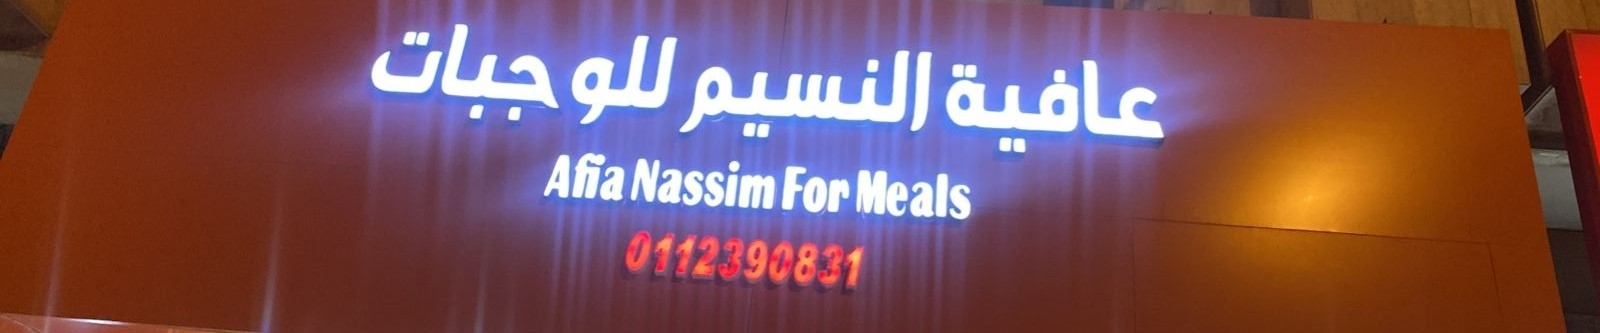 عافية النسيم للوجبات
Afia Nassim For Meals
0112390831